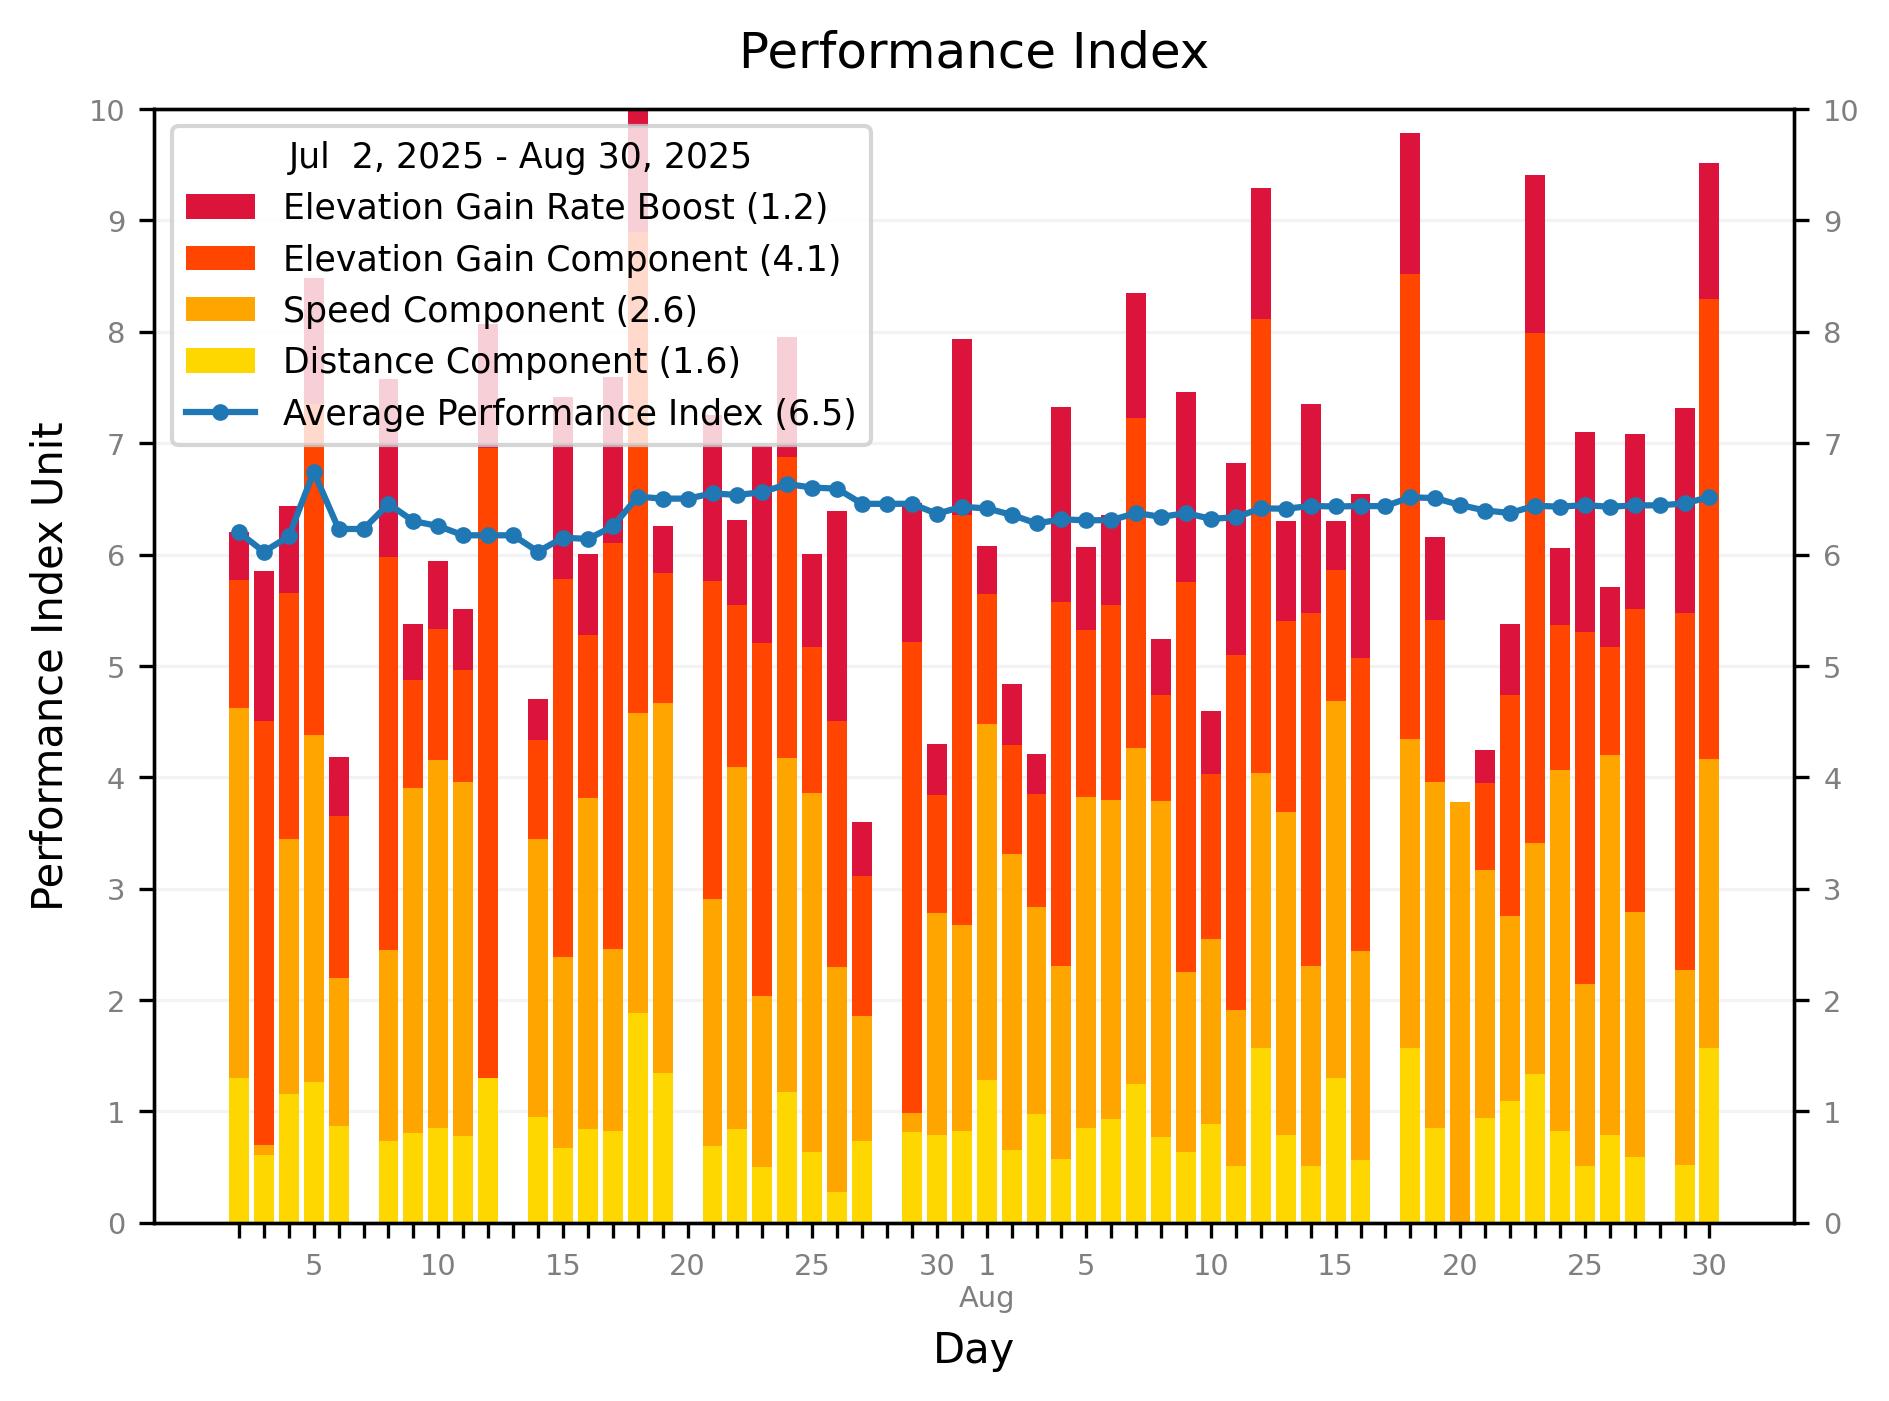 Performance Index
Jul  2, 2025 - Aug 30, 2025
Elevation Gain Rate Boost (1.2)
Elevation Gain Component (4.1)
Speed Component (2.6)
Distance Component (1.6)
Average Performance Index (6.5)
Performance Index Unit
10
9
8
7
6
5
4
3
2
1
0
10
9
8
7
6
5
4
3
2
1
0
5 10 15 20 25 30 1 5 10 15 20 25 30
Aug
Day